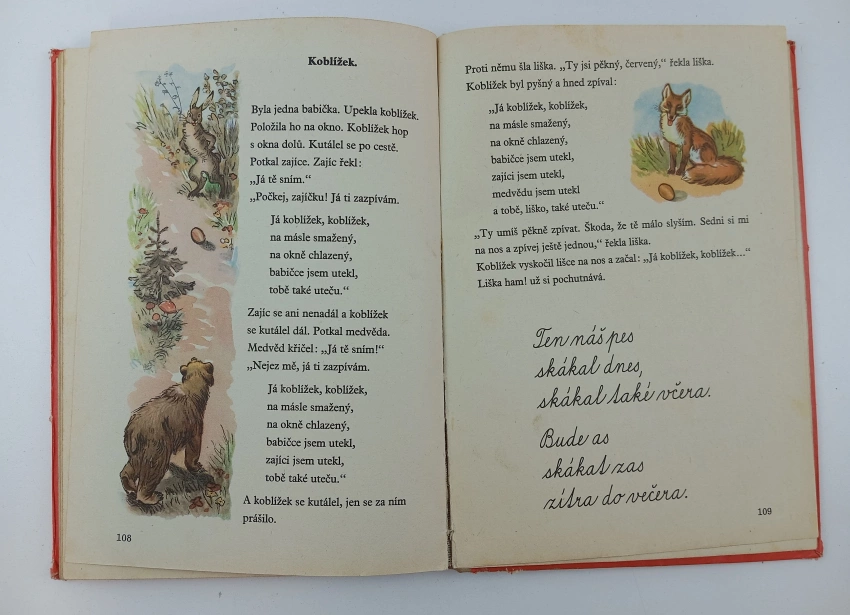 Koblížek.
Byla jedna babička. Upekla koblížek.
Položila ho na okno. Koblížek hop
s okna dolů. Kutálel se po cestě.
Potkal zajíce. Zajíc řekl:
„Já tě sním.“
„Počkej, zajíčku! Já ti zazpívám.
Já koblížek, koblížek,
na másle smažený,
na okně chlazený,
babičce jsem utekl,
tobě také uteču.“
Zajíc se ani nenadál a koblížek
se kutálel dál. Potkal medvěda.
Medvěd křičel: „Já tě sním!“
„Nejez mě, já ti zazpívám.
Já koblížek, koblížek,
na másle smažený,
na okně chlazený,
babičce jsem utekl,
zajíci jsem utekl,
tobě také uteču.“
A koblížek se kutálel, jen se za ním
prášilo.
108
Proti němu šla liška. „Ty jsi pěkný, červený,“ řekla liška.
Koblížek byl pyšný a hned zpíval:
„Já koblížek, koblížek,
na másle smažený,
na okně chlazený,
babičce jsem utekl,
zajíci jsem utekl,
medvědu jsem utekl
a tobě, liško, také uteču.“
„Ty umíš pěkně zpívat. Škoda, že tě málo slyším. Sedni si mi
na nos a zpívej ještě jednou,“ řekla liška.
Koblížek vyskočil lišce na nos a začal: „Já koblížek, koblížek...“
Liška ham! už si pochutnává.
Ten náš pes
skákal dnes,
skákal také včera.
Bude as
skákat zas
zítra do večera.
109